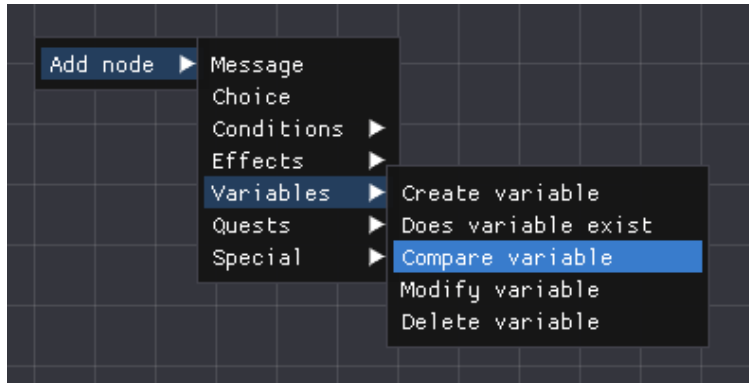 Add node
Message
Choice
Conditions
Effects
Variables
Quests
Special
Create variable
Does variable exist
Compare variable
Modify variable
Delete variable